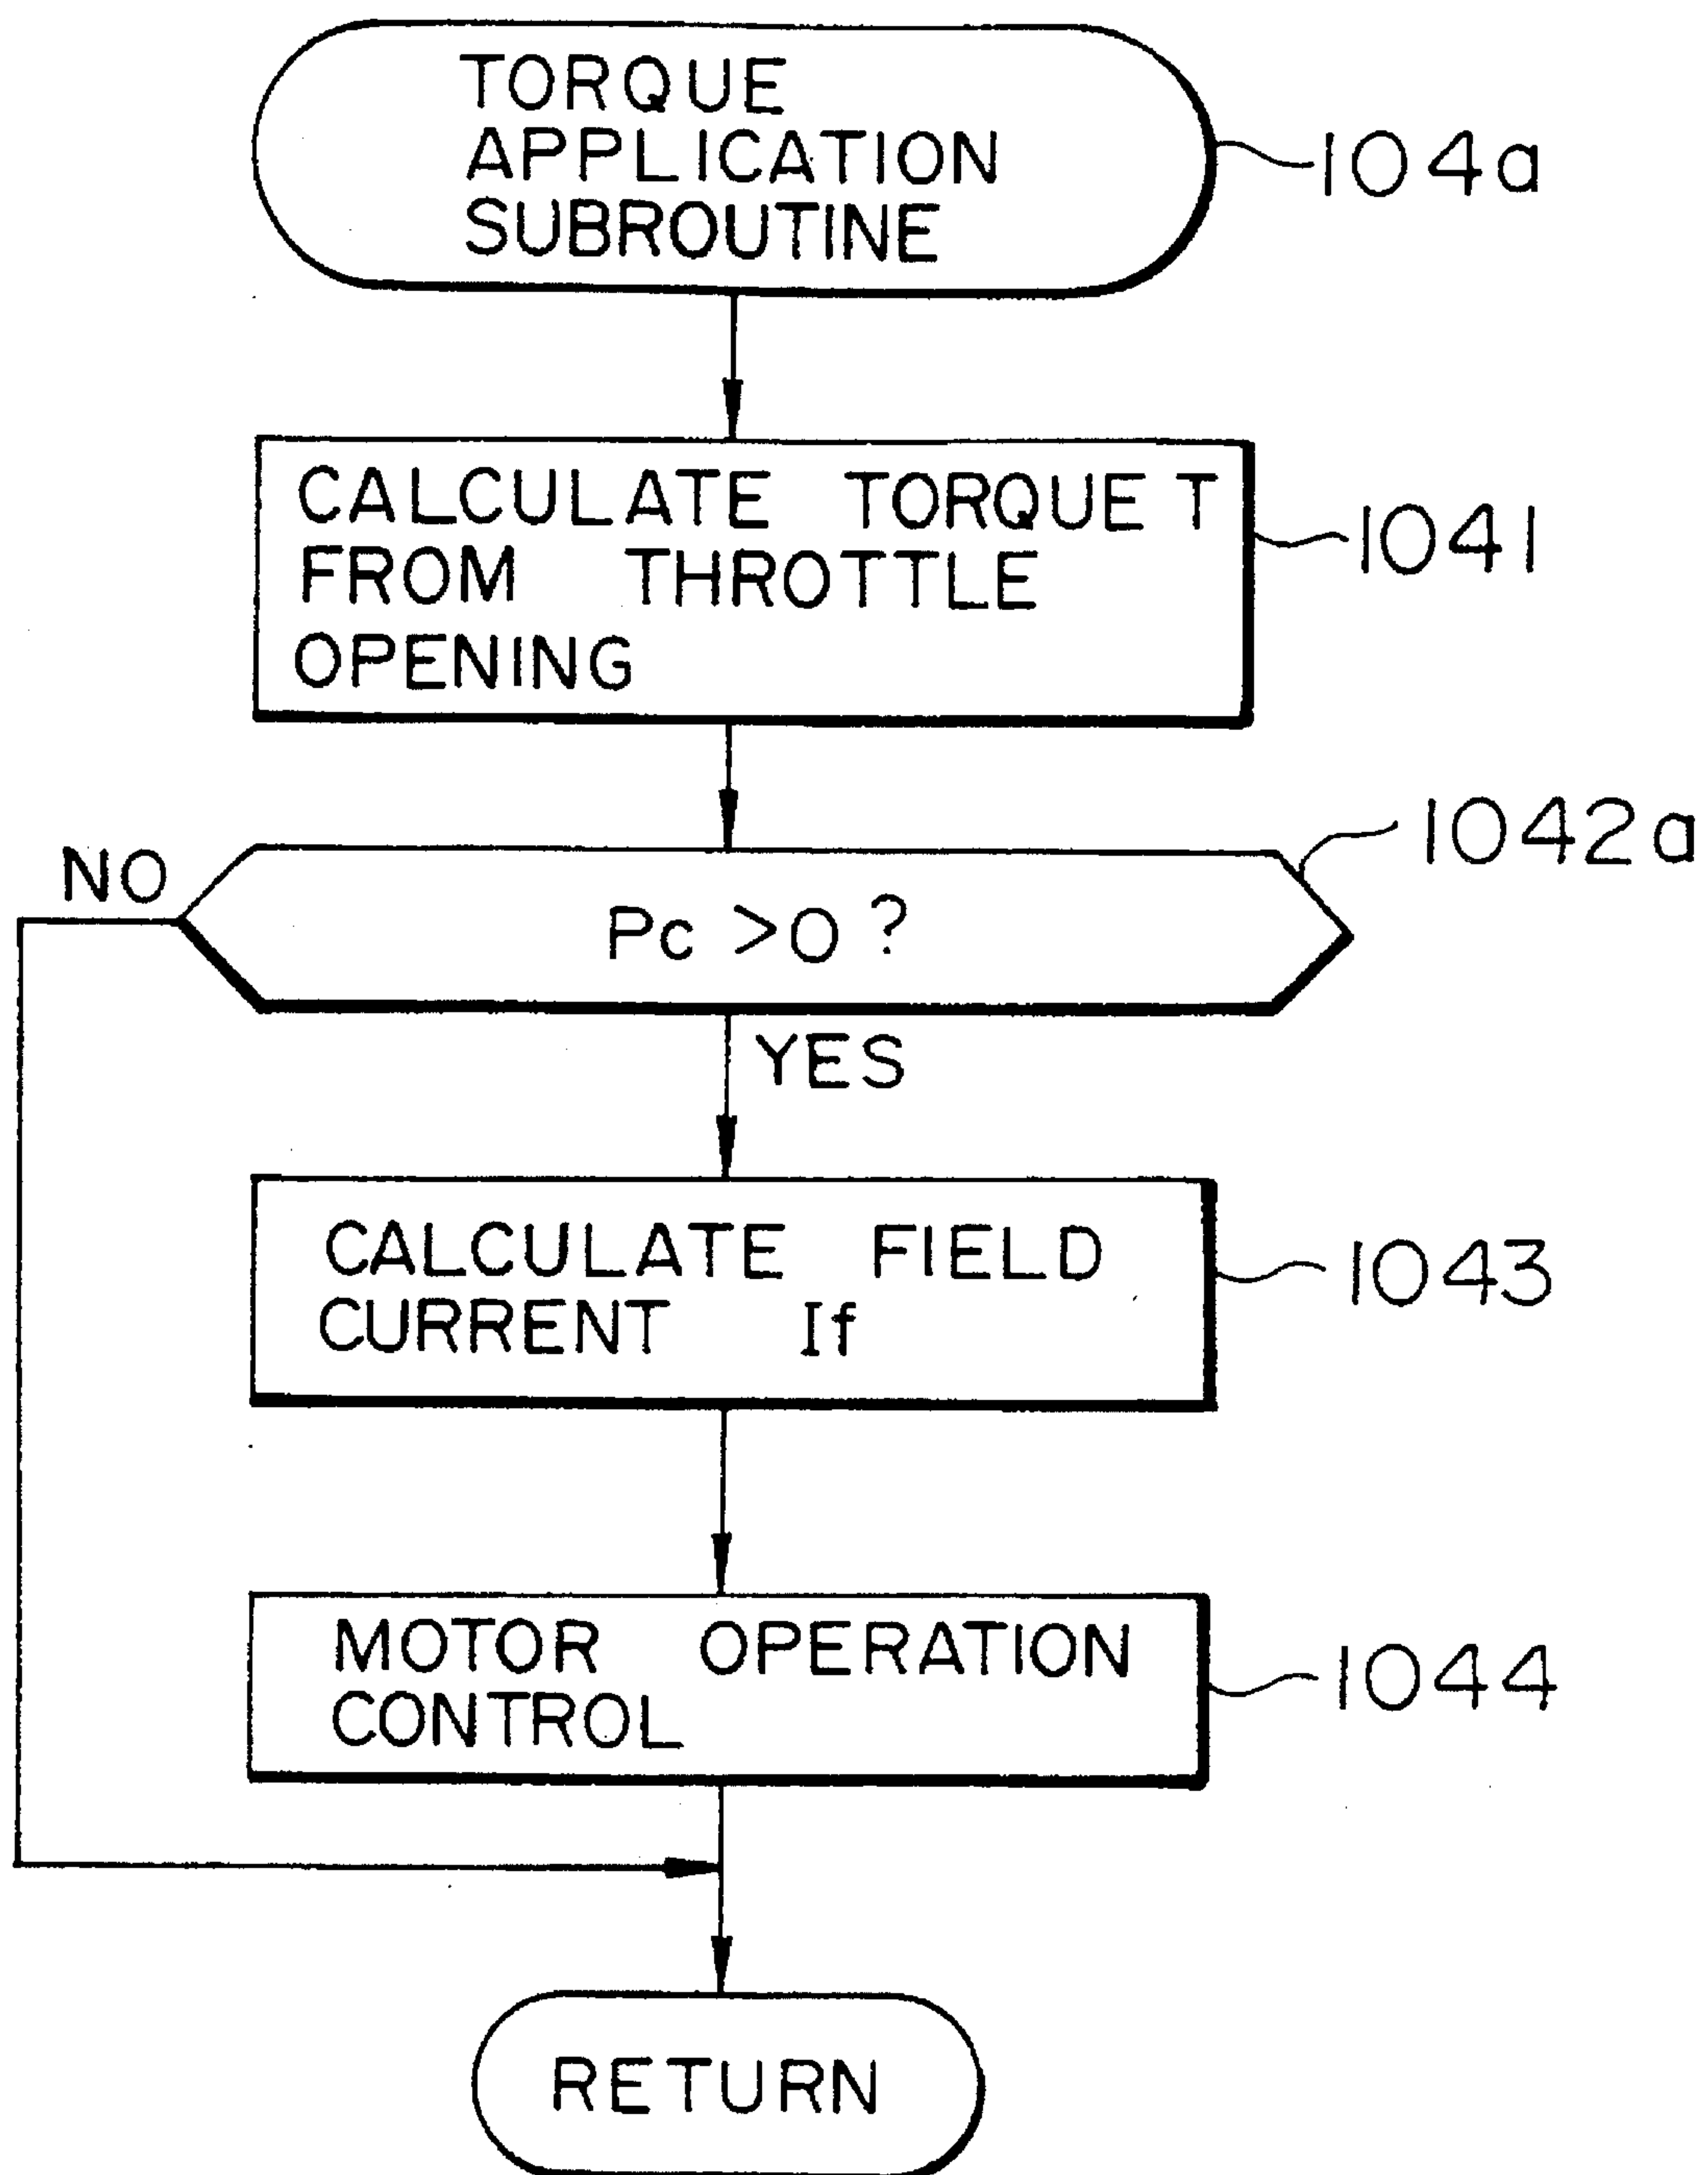 TORQUE
APPLICATION
SUBROUTINE
104a
CALCULATE TORQUE T
FROM THROTTLE
OPENING
1041
1042a
NO
Pc >0 ?
YES
CALCULATE FIELD
CURRENT If
1043
MOTOR OPERATION
CONTROL
1044
RETURN